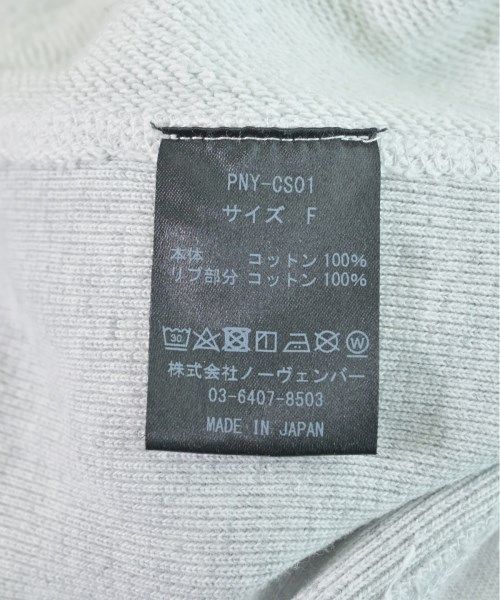 PNY-CS01
サイズ F
本体 コットン 100%
リブ部分 コットン 100%
30 W
株式会社ノーヴェンバー
03-6407-8503
MADE IN JAPAN